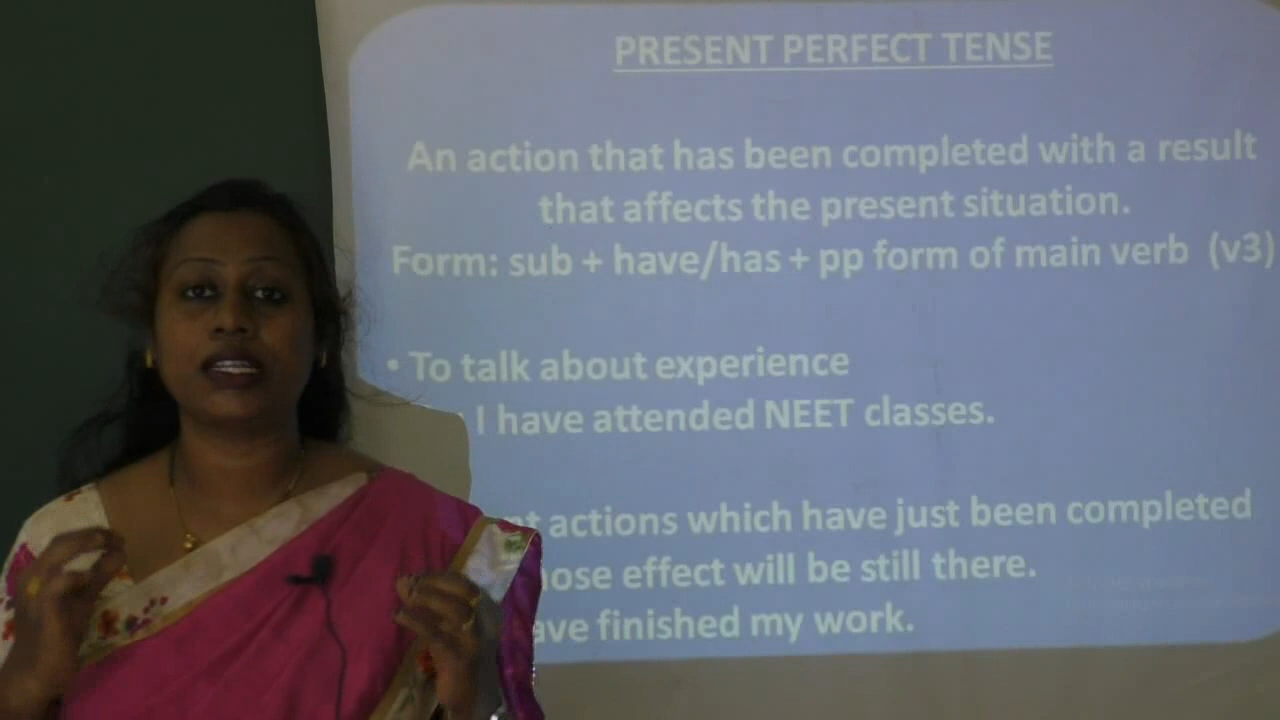 PRESENT PERFECT TENSE
An action that has been completed with a result
that affects the present situation.
Form: sub + have/has + pp form of main verb (v3)
• To talk about experience
I have attended NEET classes.
actions which have just been completed
effect will be still there.
finished my work.